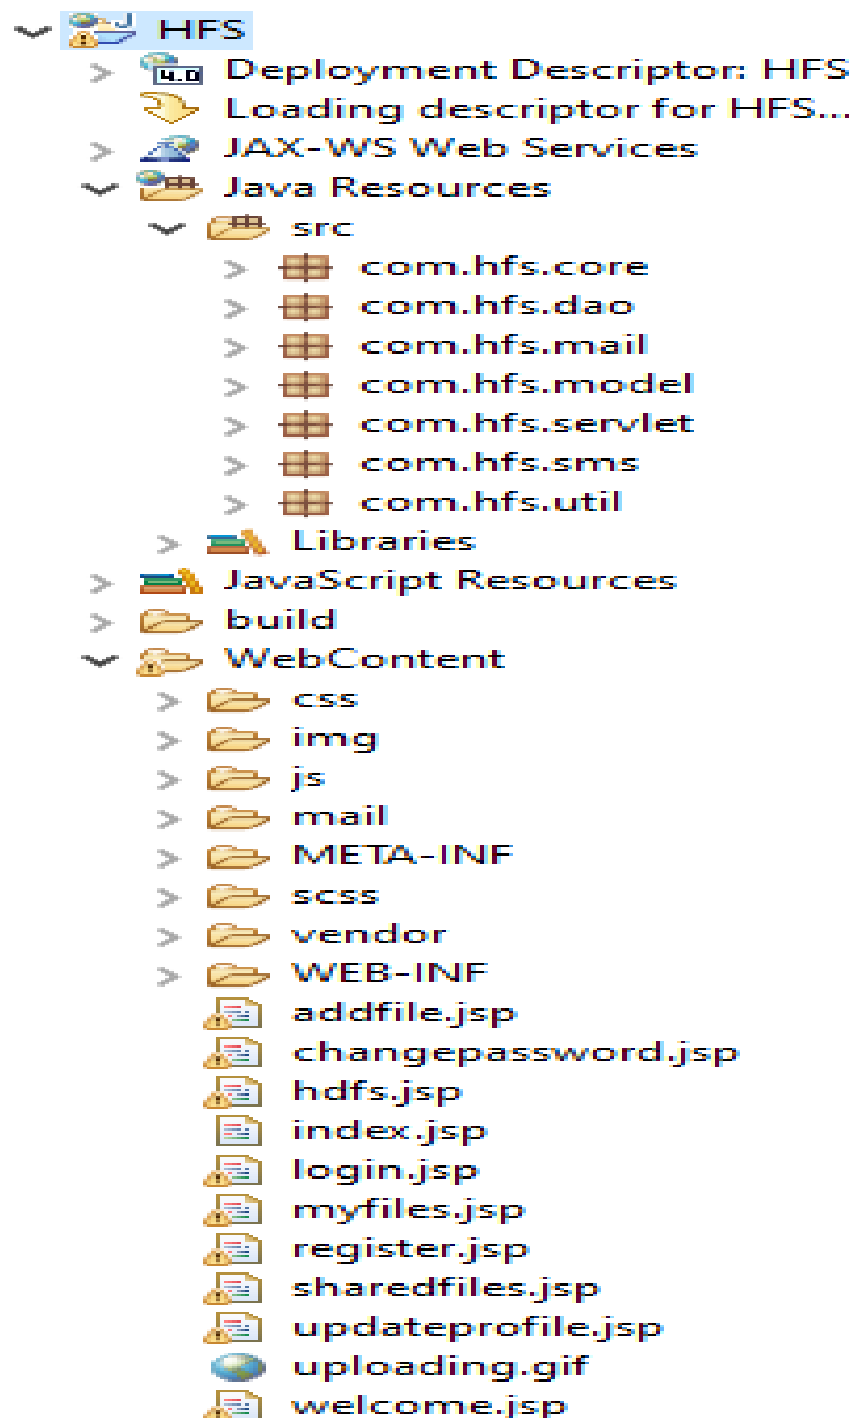 HFS
4.0 Deployment Descriptor: HFS
Loading descriptor for HFS...
JAX-WS Web Services
Java Resources
src
com.hfs.core
com.hfs.dao
com.hfs.mail
com.hfs.model
com.hfs.servlet
com.hfs.sms
com.hfs.util
Libraries
JavaScript Resources
build
WebContent
css
img
js
mail
META-INF
scss
vendor
WEB-INF
addfile.jsp
changepassword.jsp
hdfs.jsp
index.jsp
login.jsp
myfiles.jsp
register.jsp
sharedfiles.jsp
updateprofile.jsp
uploading.gif
welcome.jsp